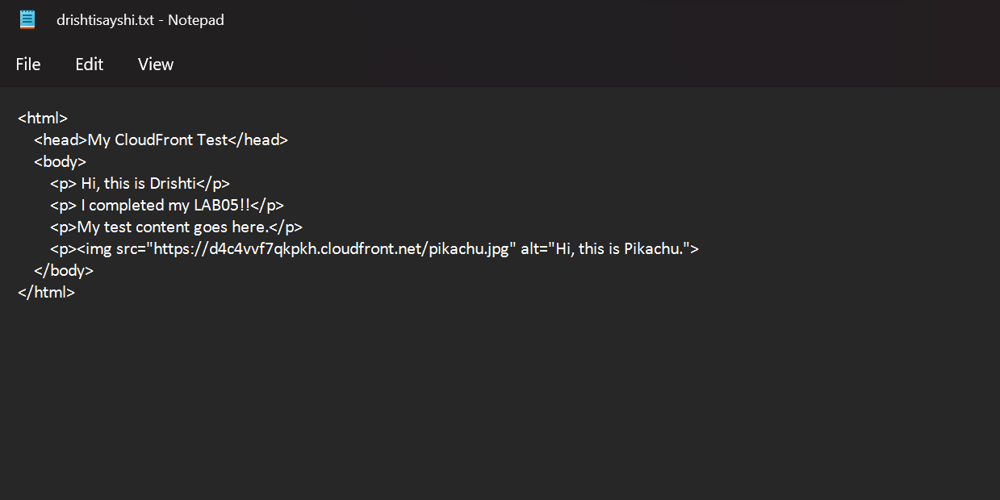 drishtisayshi.txt - Notepad
File Edit View
<html>
<head>My CloudFront Test</head>
<body>
<p> Hi, this is Drishti</p>
<p> I completed my LAB05!!</p>
<p>My test content goes here.</p>
<p><img src="https://d4c4vvf7qkpkh.cloudfront.net/pikachu.jpg" alt="Hi, this is Pikachu.">
</body>
</html>